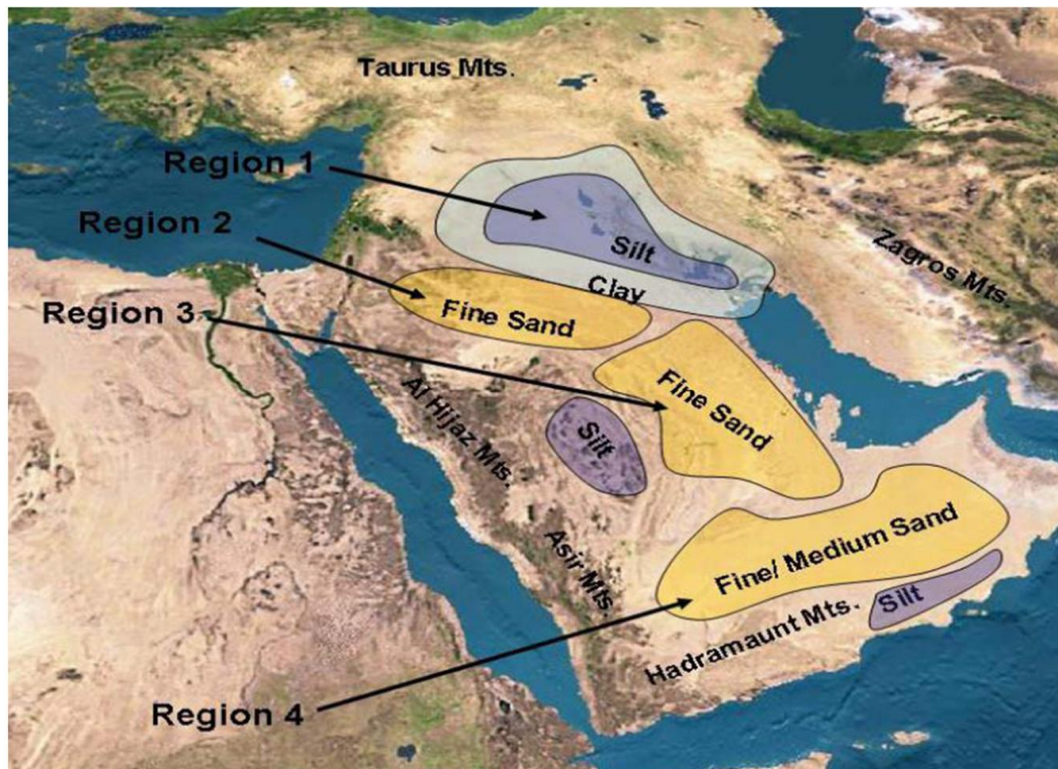 Taurus Mts.
Region 1
Region 2
Silt
Zagros Mts.
Clay
Region 3
Fine Sand
Fine Sand
Al Hijaz Mts.
Silt
Fine/ Medium Sand
Asir Mts.
Silt
Hadramaunt Mts.
Region 4